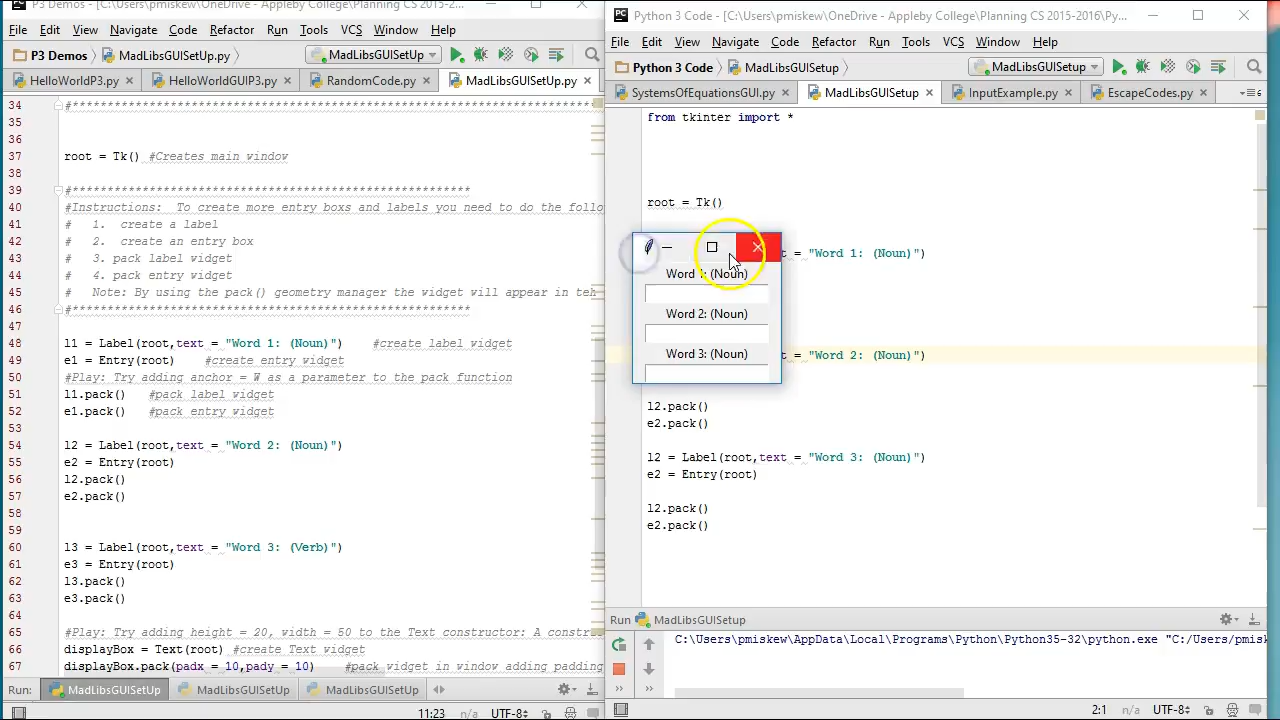 P3 Demos - [C:\Users\pmiskew\OneDrive - Appleby College\Planning CS 2015-2...
File Edit View Navigate Code Refactor Run Tools VCS Window Help
P3 Demos MadLibsGUISetUp.py MadLibsGUISetUp
HelloWorldP3.py HelloWorldGUIP3.py RandomCode.py MadLibsGUISetUp.py
34 #*************************************************************************
35
36
37 root = Tk() #Creates main window
38
39 #*********************************************************
40 #Instructions: To create more entry boxs and labels you need to do the follo
41 # 1. create a label
42 # 2. create an entry box
43 # 3. pack label widget
44 # 4. pack entry widget
45 # Note: By using the pack() geometry manager the widget will appear in teh
46 #*********************************************************
47
48 l1 = Label(root,text = "Word 1: (Noun)") #create label widget
49 e1 = Entry(root) #create entry widget
50 #Play: Try adding anchor = W as a parameter to the pack function
51 l1.pack() #pack label widget
52 e1.pack() #pack entry widget
53
54 l2 = Label(root,text = "Word 2: (Noun)")
55 e2 = Entry(root)
56 l2.pack()
57 e2.pack()
58
59
60 l3 = Label(root,text = "Word 3: (Verb)")
61 e3 = Entry(root)
62 l3.pack()
63 e3.pack()
64
65
66 displayBox = Text(root) #create Text widget
67 displayBox.pack(padx = 10,pady = 10) #pack widget in window adding padding
Run: MadLibsGUISetUp MadLibsGUISetUp MadLibsGUISetUp
11:23 n/a UTF-8
Python 3 Code - [C:\Users\pmiskew\OneDrive - Appleby College\Planning CS 2015-2016\Py...
File Edit View Navigate Code Refactor Run Tools VCS Window Help
Python 3 Code MadLibsGUISetup MadLibsGUISetup
SystemsOfEquationsGUI.py MadLibsGUISetup InputExample.py EscapeCodes.py
from tkinter import *
root = Tk()
= "Word 1: (Noun)")
= "Word 2: (Noun)")
l2.pack()
e2.pack()
l2 = Label(root,text = "Word 3: (Noun)")
e2 = Entry(root)
l2.pack()
e2.pack()
Word 1: (Noun)
Word 2: (Noun)
Word 3: (Noun)
Run MadLibsGUISetup
C:\Users\pmiskew\AppData\Local\Programs\Python\Python35-32\python.exe "C:/Users/pmisk
2:1 n/a UTF-8